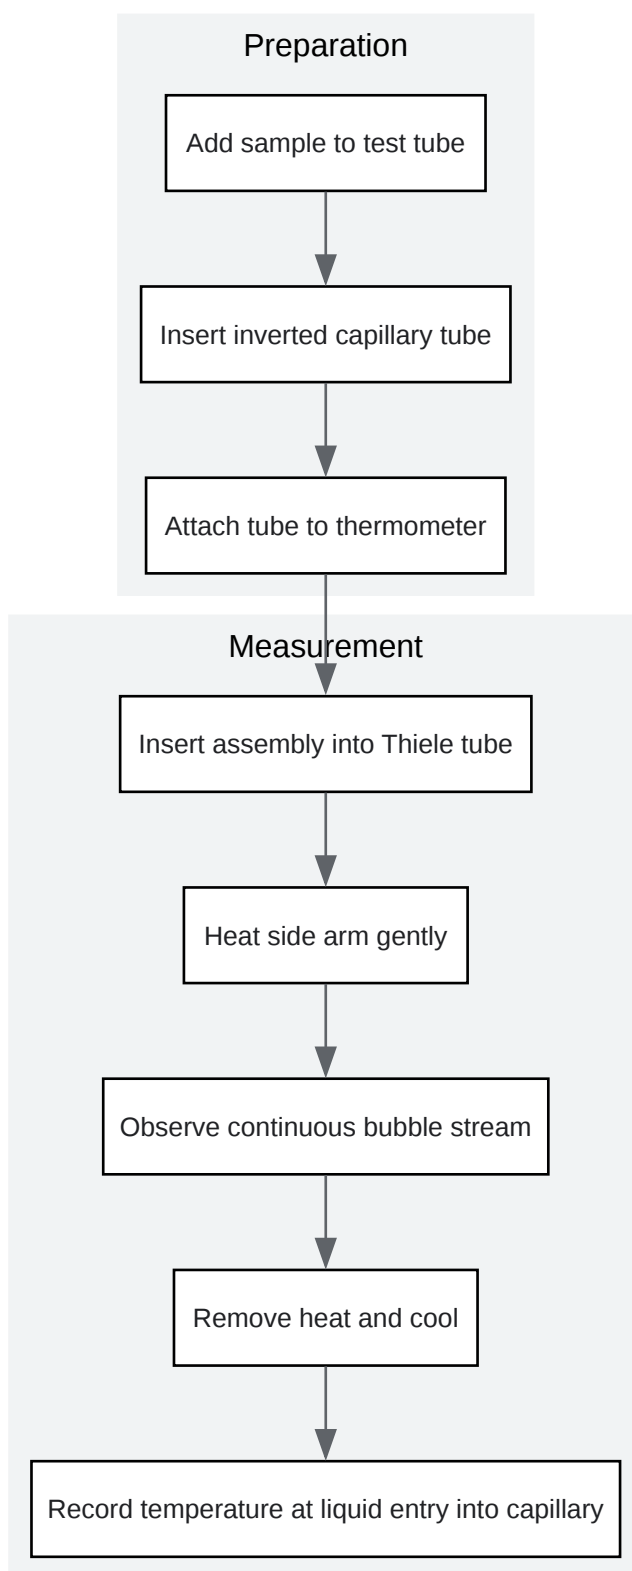 Preparation
Add sample to test tube
Insert inverted capillary tube
Attach tube to thermometer
Measurement
Insert assembly into Thiele tube
Heat side arm gently
Observe continuous bubble stream
Remove heat and cool
Record temperature at liquid entry into capillary